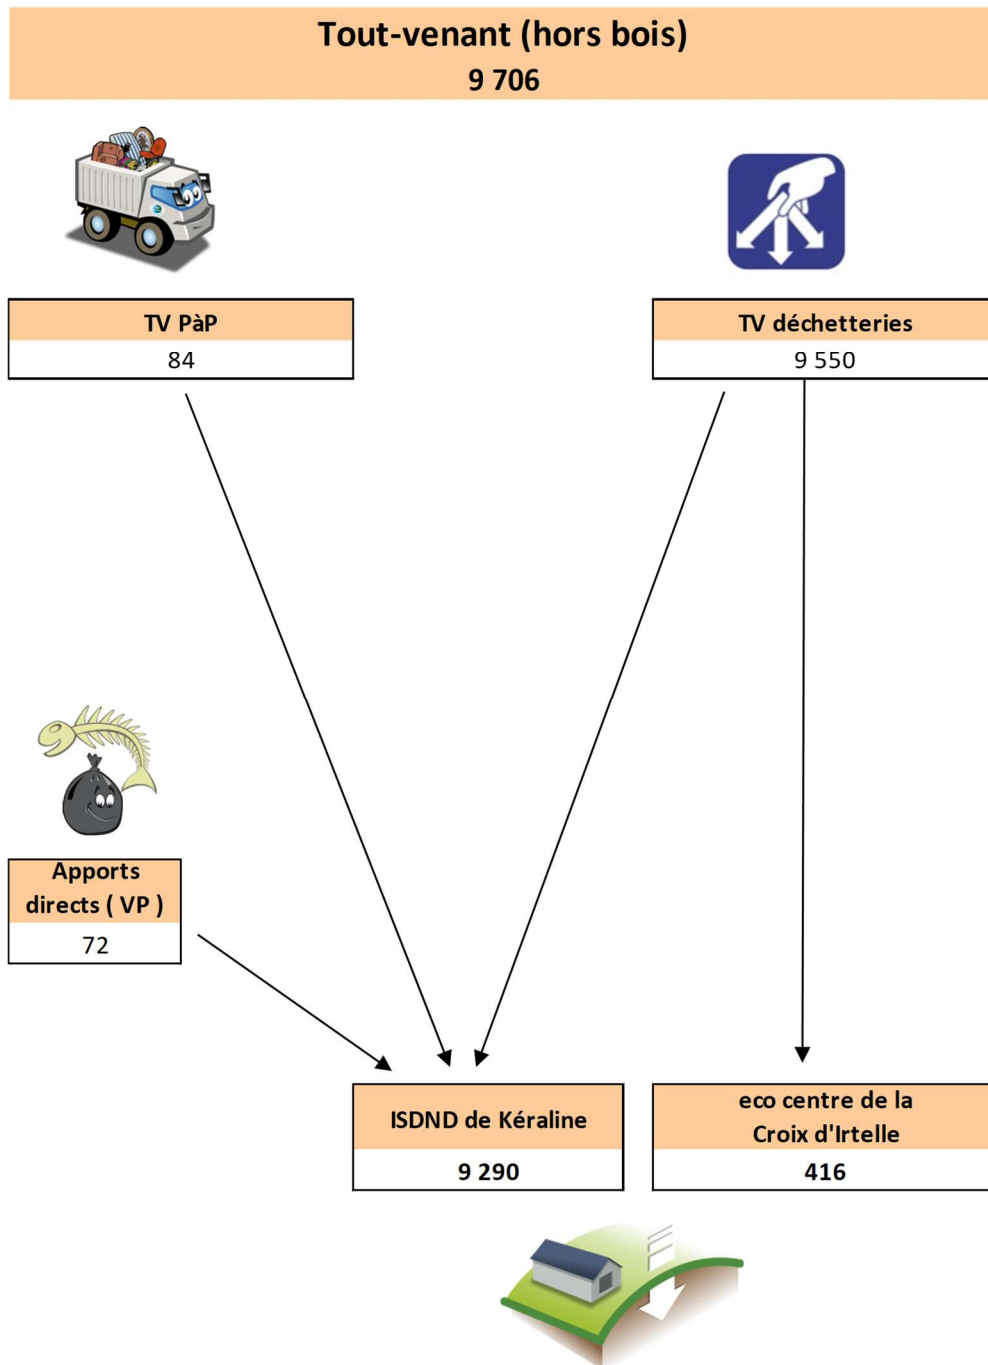 Tout-venant (hors bois)
9 706
TV PàP
84
TV déchetteries
9 550
Apports
directs ( VP )
72
ISDND de Kéraline
9 290
eco centre de la
Croix d'Irtelle
416